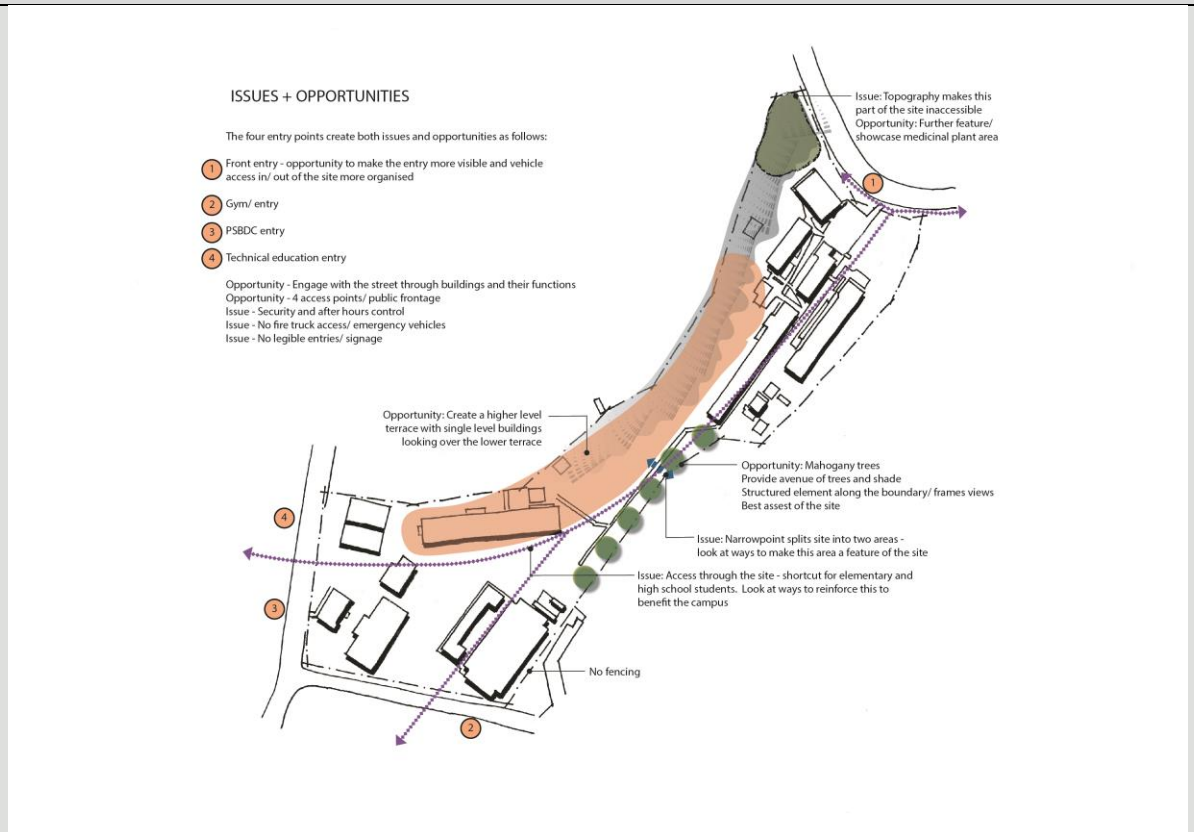 ISSUES + OPPORTUNITIES
The four entry points create both issues and opportunities as follows:
1
Front entry - opportunity to make the entry more visible and vehicle
access in/ out of the site more organised
2
Gym/ entry
3
PSBDC entry
4
Technical education entry
Opportunity - Engage with the street through buildings and their functions
Opportunity - 4 access points/ public frontage
Issue - Security and after hours control
Issue - No fire truck access/ emergency vehicles
Issue - No legible entries/ signage
Issue: Topography makes this
part of the site inaccessible
Opportunity: Further feature/
showcase medicinal plant area
1
Opportunity: Create a higher level
terrace with single level buildings
looking over the lower terrace
Opportunity: Mahogany trees
Provide avenue of trees and shade
Structured element along the boundary/ frames views
Best assest of the site
4
Issue: Narrowpoint splits site into two areas -
look at ways to make this area a feature of the site
Issue: Access through the site - shortcut for elementary and
high school students. Look at ways to reinforce this to
benefit the campus
3
No fencing
2